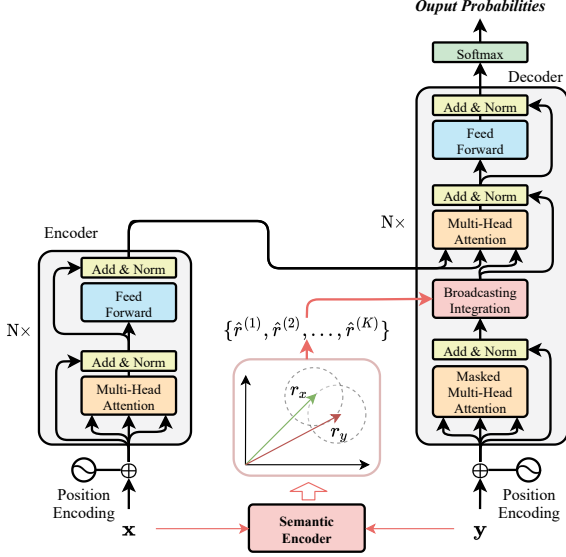 Ouput Probabilities
Softmax
Decoder
Add & Norm
Feed
Forward
Add & Norm
N×
Multi-Head
Attention
Broadcasting
Integration
Add & Norm
Masked
Multi-Head
Attention
Encoder
Add & Norm
Feed
Forward
N×
Add & Norm
Multi-Head
Attention
{r̂⁽¹⁾, r̂⁽²⁾, . . . , r̂⁽ᴷ⁾}
r_x
r_y
Position
Encoding
Position
Encoding
x
Semantic
Encoder
y